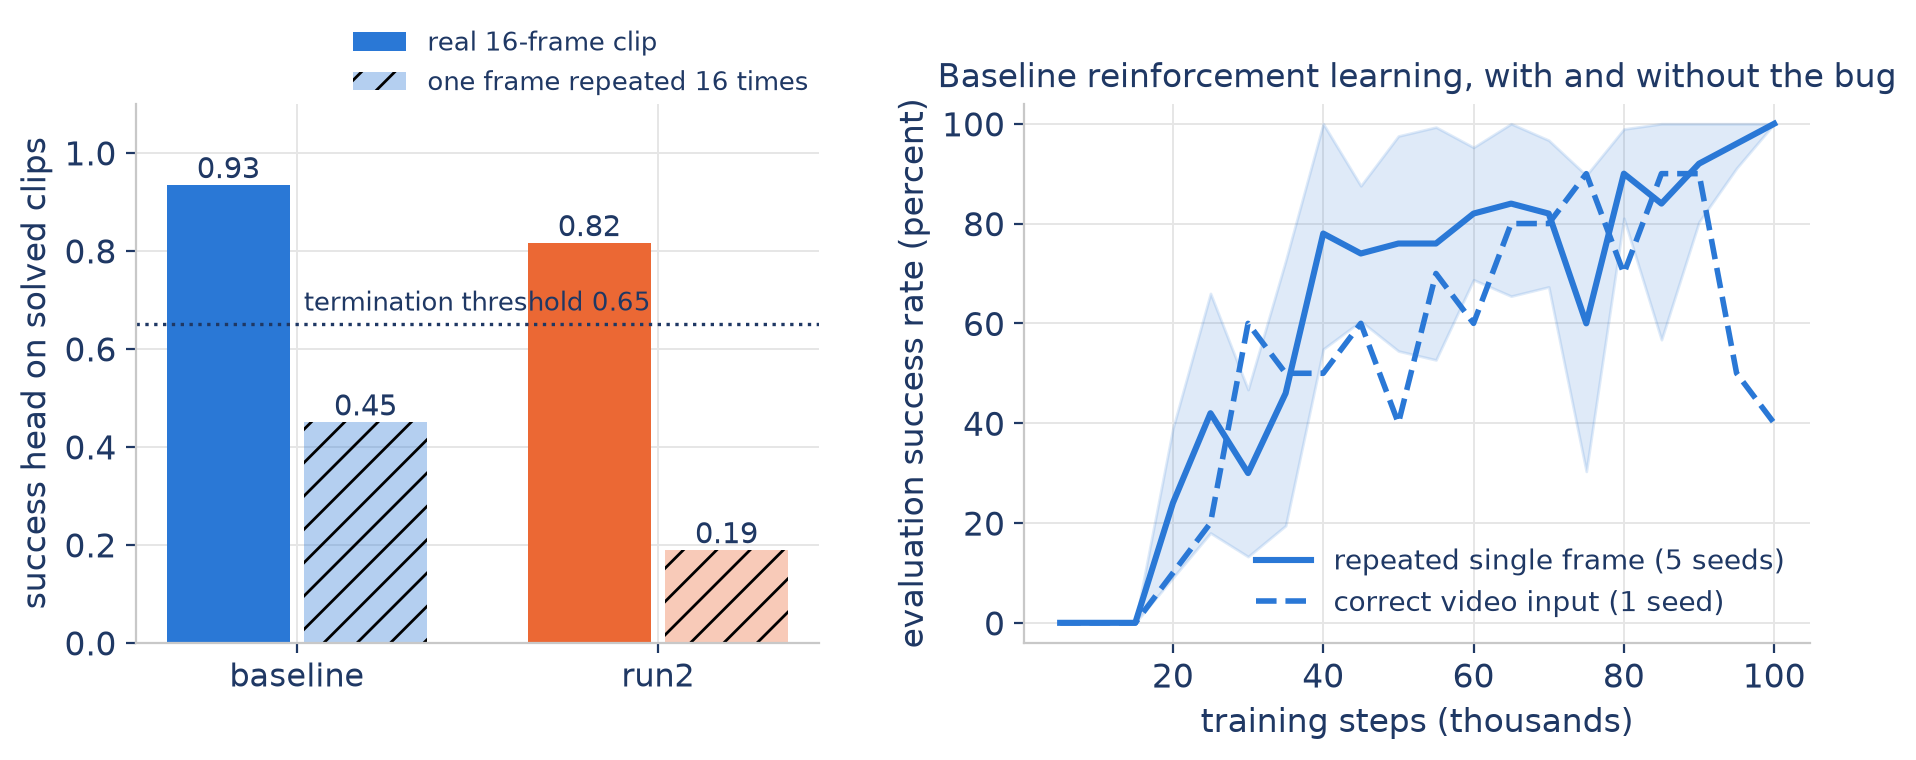 real 16-frame clip
one frame repeated 16 times
success head on solved clips
1.0
0.8
0.6
0.4
0.2
0.0
0.93
0.45
0.82
0.19
termination threshold 0.65
baseline
run2
Baseline reinforcement learning, with and without the bug
evaluation success rate (percent)
100
80
60
40
20
0
repeated single frame (5 seeds)
correct video input (1 seed)
20
40
60
80
100
training steps (thousands)